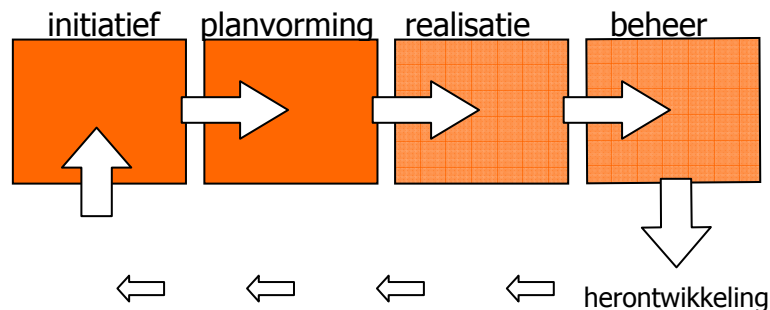 initiatief planvorming realisatie beheer
herontwikkeling